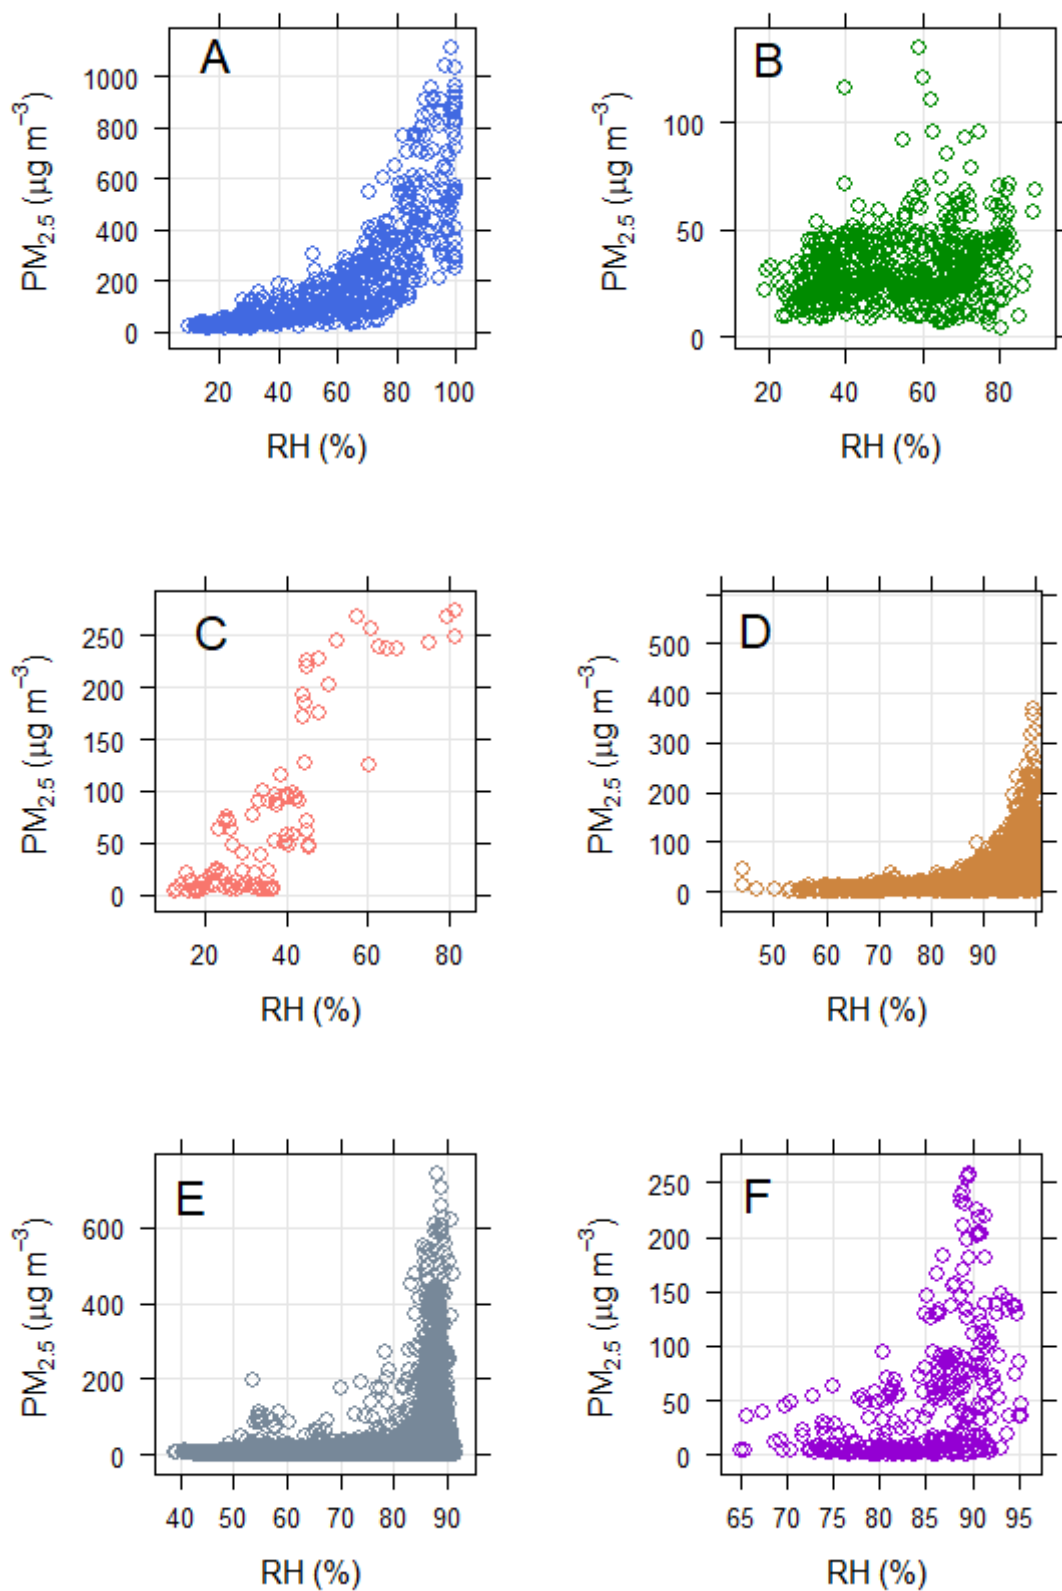 A
PM2.5 (μg m−3)
1000
800
600
400
200
0
20 40 60 80 100
RH (%)
B
PM2.5 (μg m−3)
100
50
0
20 40 60 80
RH (%)
C
PM2.5 (μg m−3)
250
200
150
100
50
0
20 40 60 80
RH (%)
D
PM2.5 (μg m−3)
500
400
300
200
100
0
50 60 70 80 90
RH (%)
E
PM2.5 (μg m−3)
600
400
200
0
40 50 60 70 80 90
RH (%)
F
PM2.5 (μg m−3)
250
200
150
100
50
0
65 70 75 80 85 90 95
RH (%)